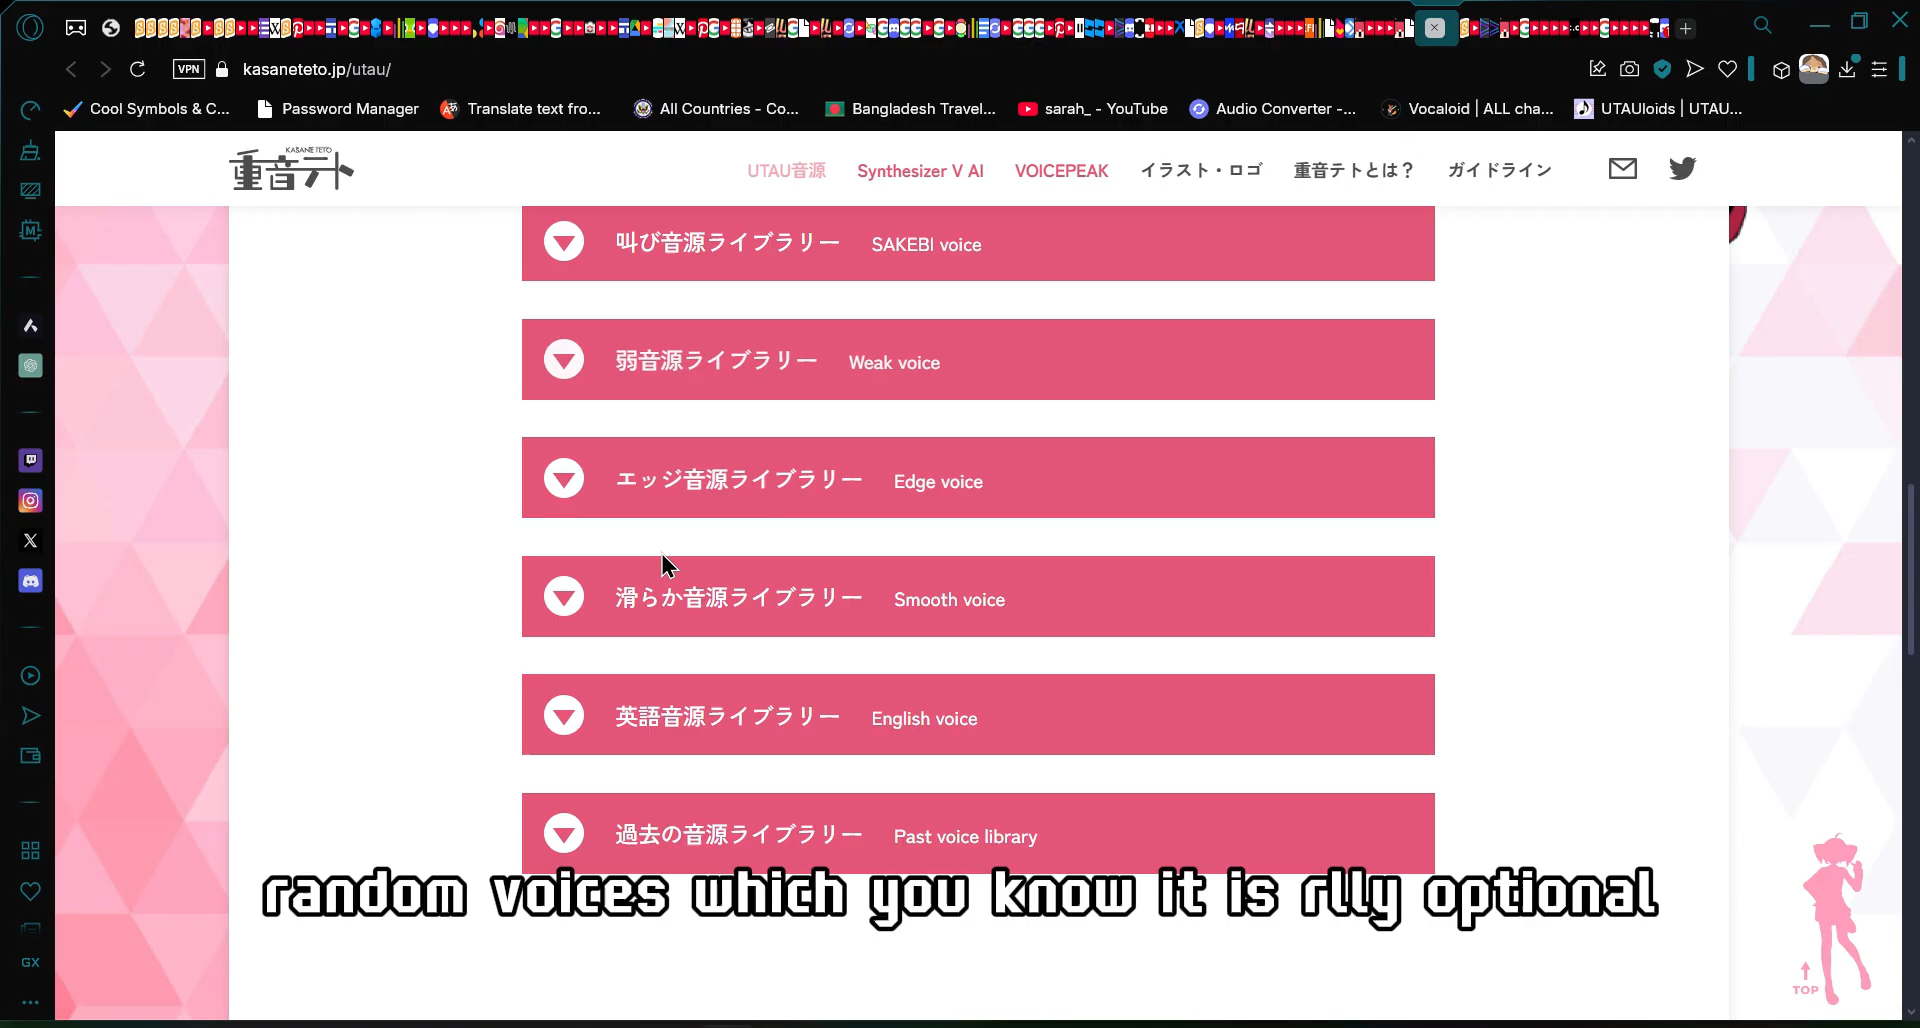 VPN kasaneteto.jp/utau/
Cool Symbols & C... Password Manager Translate text fro... All Countries - Co... Bangladesh Travel... sarah_ - YouTube Audio Converter -... Vocaloid | ALL cha... UTAUloids | UTAU...
KASANE TETO
重音テト
UTAU音源 Synthesizer V AI VOICEPEAK イラスト・ロゴ 重音テトとは？ ガイドライン
叫び音源ライブラリー SAKEBI voice
弱音源ライブラリー Weak voice
エッジ音源ライブラリー Edge voice
滑らか音源ライブラリー Smooth voice
英語音源ライブラリー English voice
過去の音源ライブラリー Past voice library
random voices which you know it is rlly optional
GX
TOP